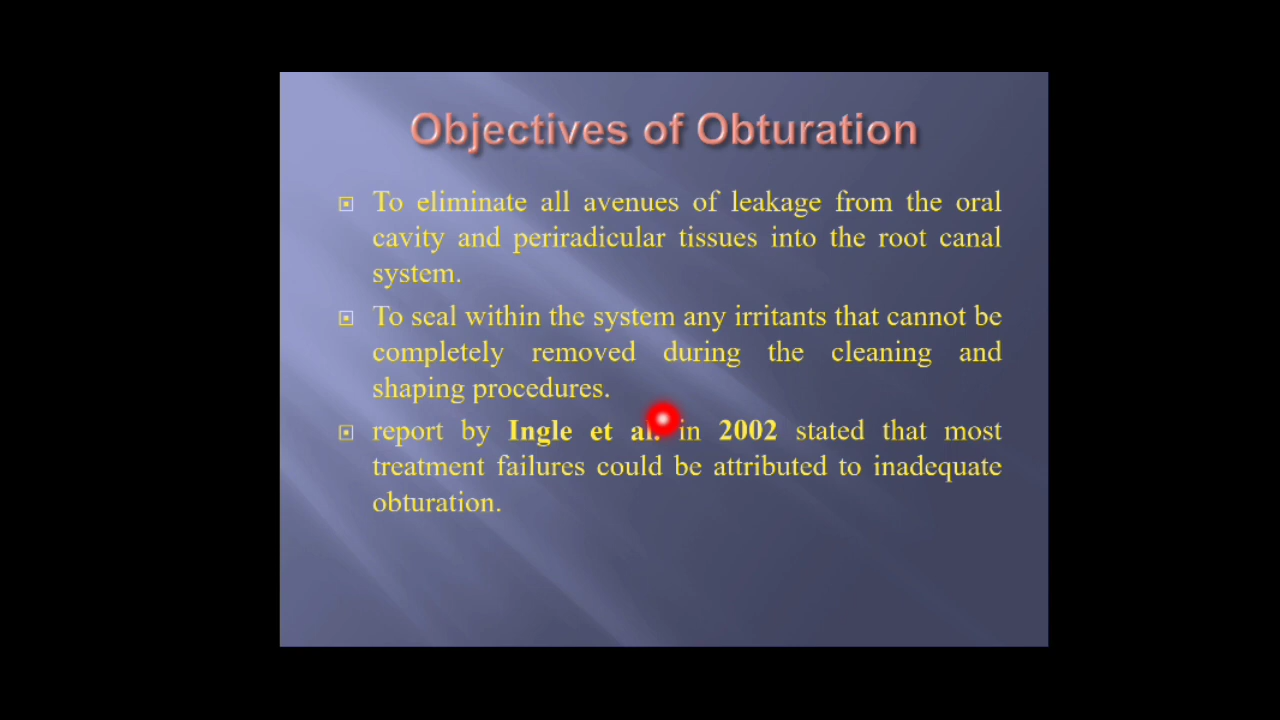 Objectives of Obturation
To eliminate all avenues of leakage from the oral
cavity and periradicular tissues into the root canal
system.
To seal within the system any irritants that cannot be
completely removed during the cleaning and
shaping procedures.
report by Ingle et al. in 2002 stated that most
treatment failures could be attributed to inadequate
obturation.